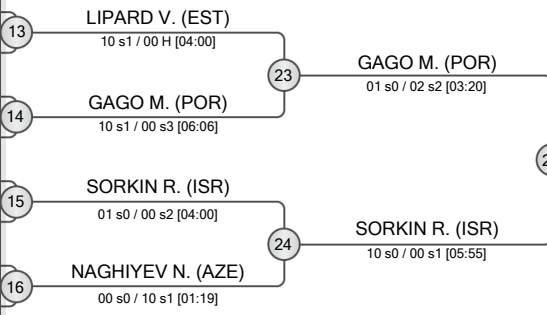 13
LIPARD V. (EST)
10 s1 / 00 H [04:00]
23
GAGO M. (POR)
01 s0 / 02 s2 [03:20]
14
GAGO M. (POR)
10 s1 / 00 s3 [06:06]
15
SORKIN R. (ISR)
01 s0 / 00 s2 [04:00]
24
SORKIN R. (ISR)
10 s0 / 00 s1 [05:55]
16
NAGHIYEV N. (AZE)
00 s0 / 10 s1 [01:19]